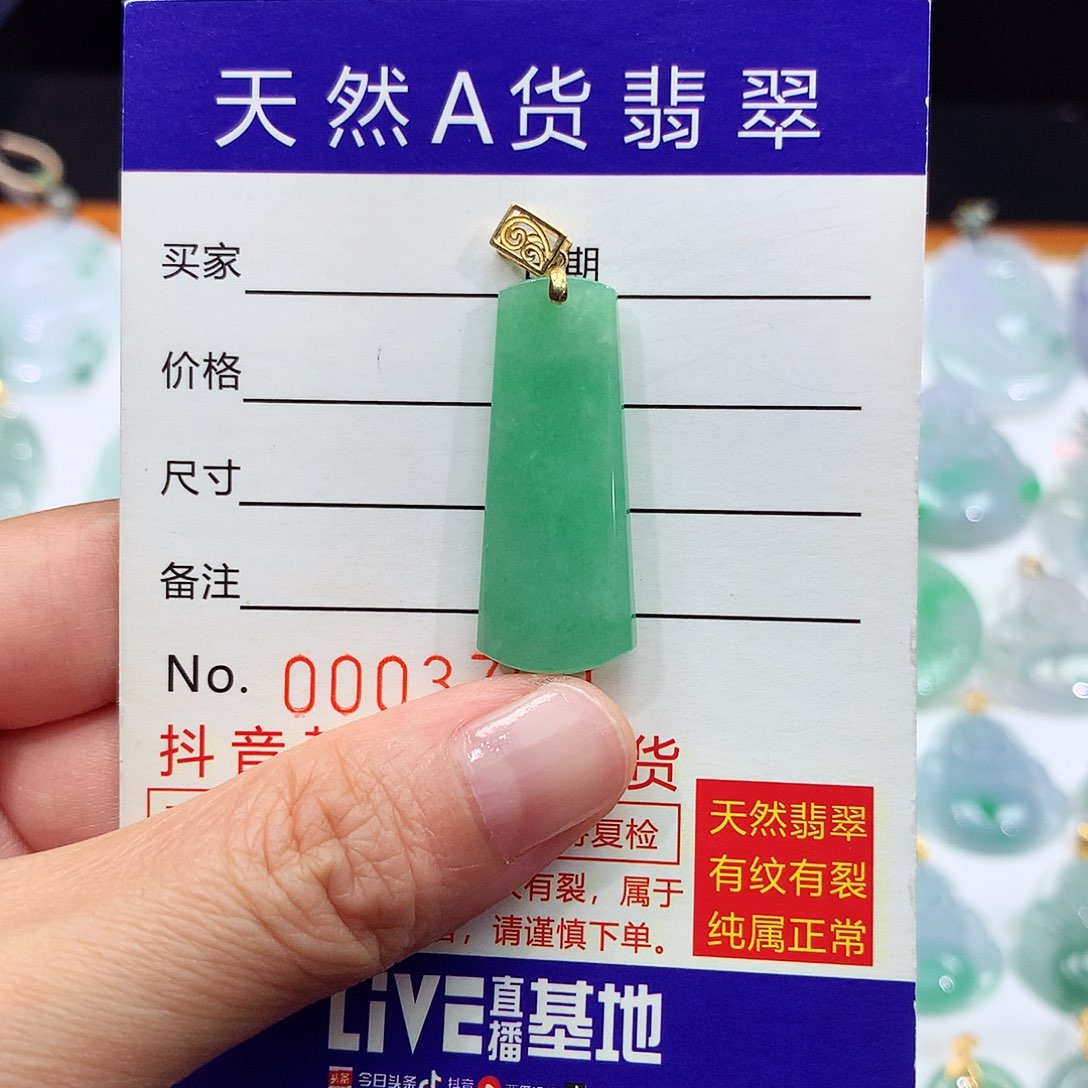 天然A货翡翠
买家 期
价格
尺寸
备注
No. 0003
抖音 货
复检
天然翡翠
有裂，属于
有纹有裂
，请谨慎下单。
纯属正常
LiVE直播基地
头条 今日头条 抖音